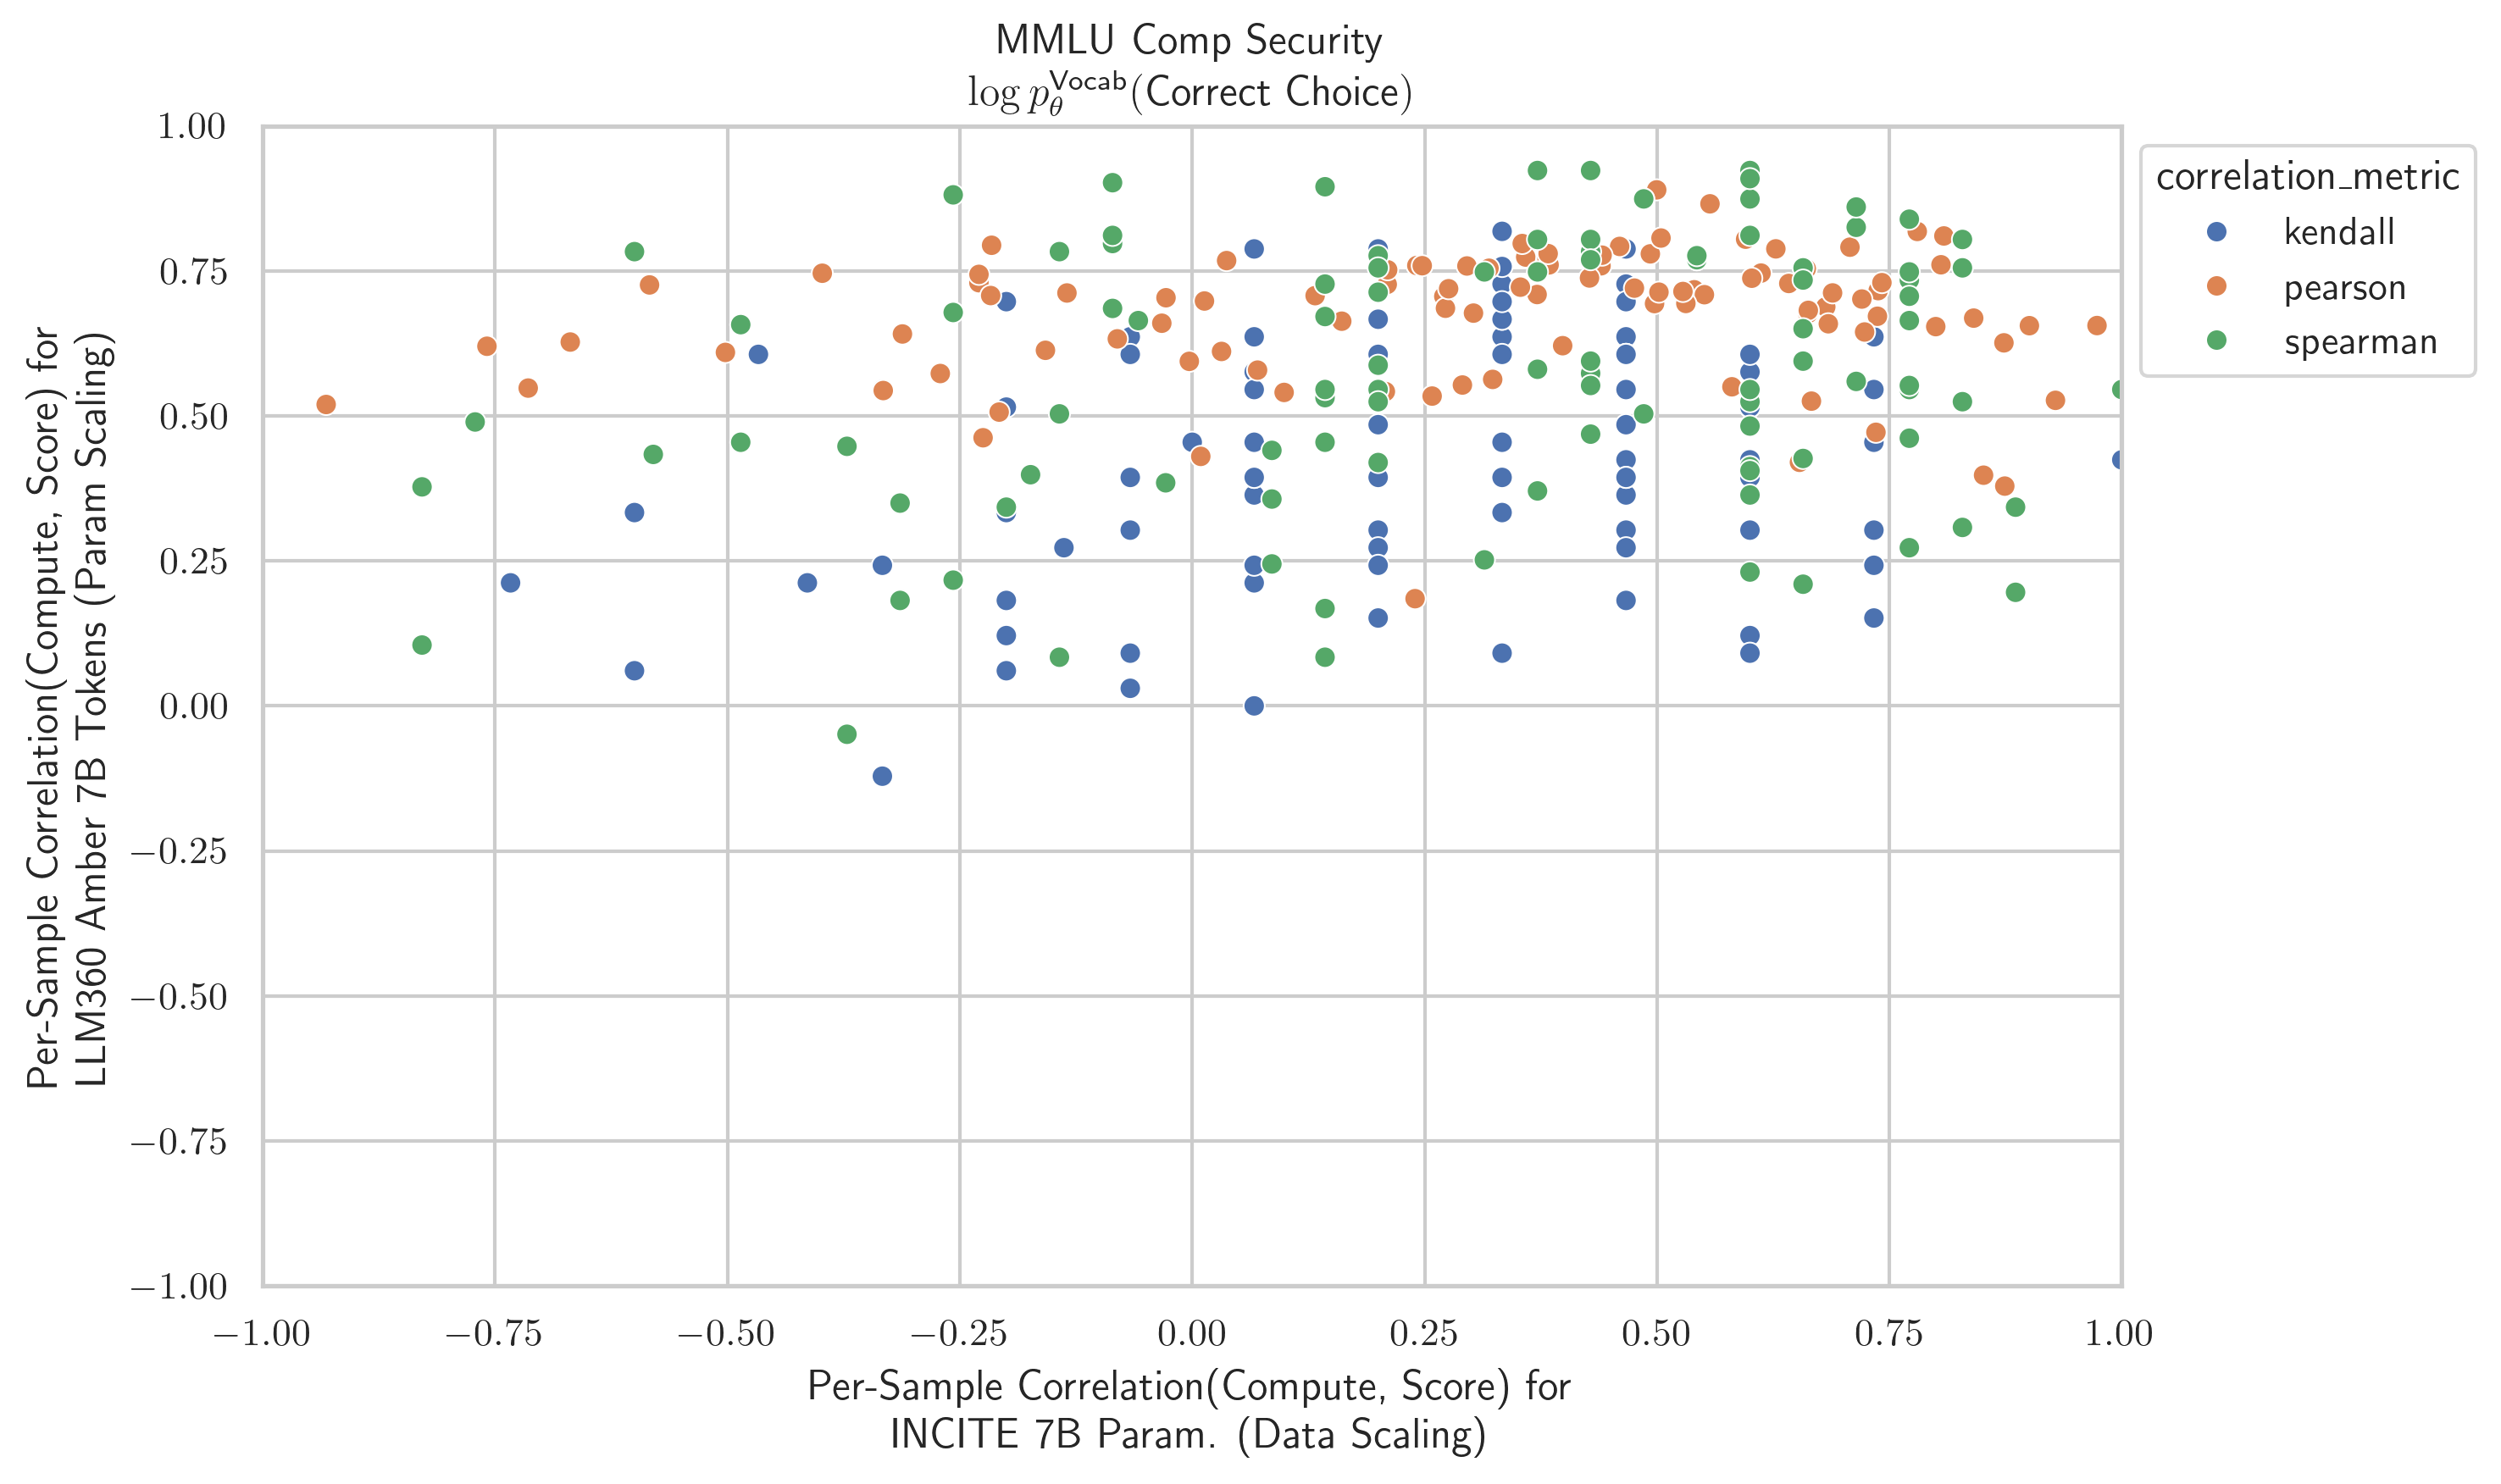 MMLU Comp Security
log p_θ^Vocab(Correct Choice)
1.00
0.75
0.50
0.25
0.00
−0.25
−0.50
−0.75
−1.00
Per-Sample Correlation(Compute, Score) for
LLM360 Amber 7B Tokens (Param Scaling)
−1.00 −0.75 −0.50 −0.25 0.00 0.25 0.50 0.75 1.00
Per-Sample Correlation(Compute, Score) for
INCITE 7B Param. (Data Scaling)
correlation_metric
kendall
pearson
spearman